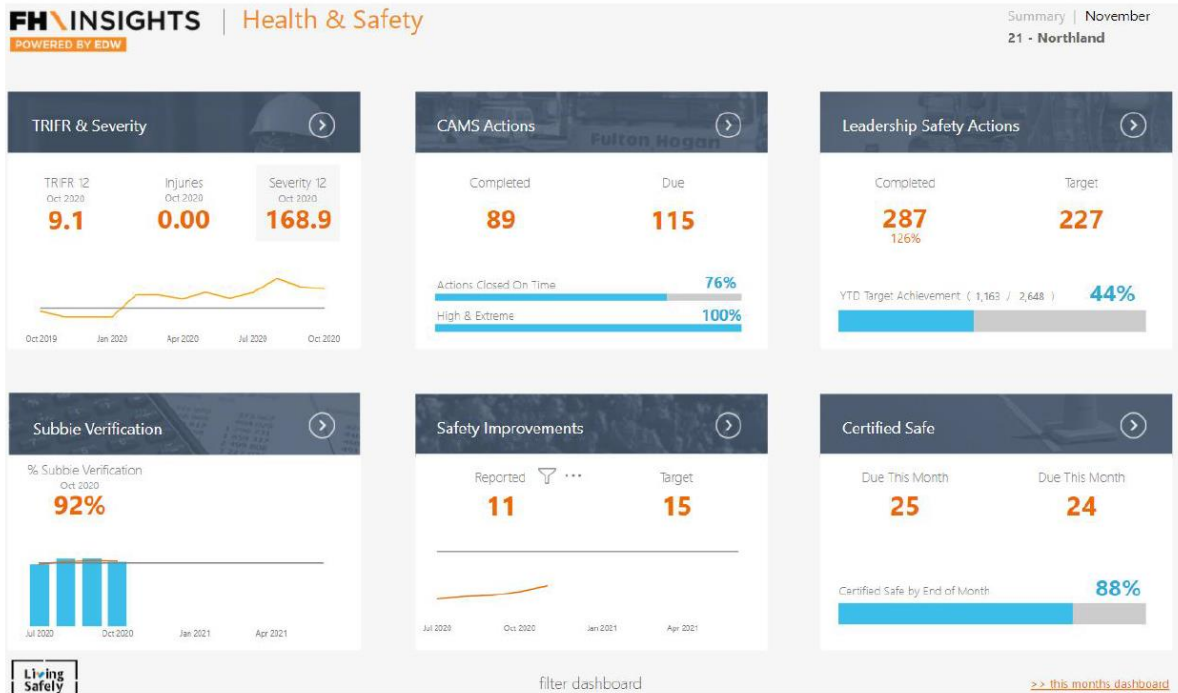 FH\INSIGHTS | Health & Safety
POWERED BY EDW
Summary | November
21 - Northland
TRIFR & Severity
TRIFR 12
Oct 2020
9.1
Injuries
Oct 2020
0.00
Severity 12
Oct 2020
168.9
Oct 2019 Jan 2020 Apr 2020 Jul 2020 Oct 2020
CAMS Actions
Fulton Hogan
Completed Due
89 115
Actions Closed On Time 76%
High & Extreme 100%
Leadership Safety Actions
Completed Target
287 227
126%
YTD Target Achievement ( 1,163 / 2,648 ) 44%
Subbie Verification
% Subbie Verification
Oct 2020
92%
Jul 2020 Oct 2020 Jan 2021 Apr 2021
Safety Improvements
Reported ... Target
11 15
Jul 2020 Oct 2020 Jan 2021 Apr 2021
Certified Safe
Due This Month Due This Month
25 24
Certified Safe by End of Month 88%
Living
Safely
filter dashboard
>> this months dashboard